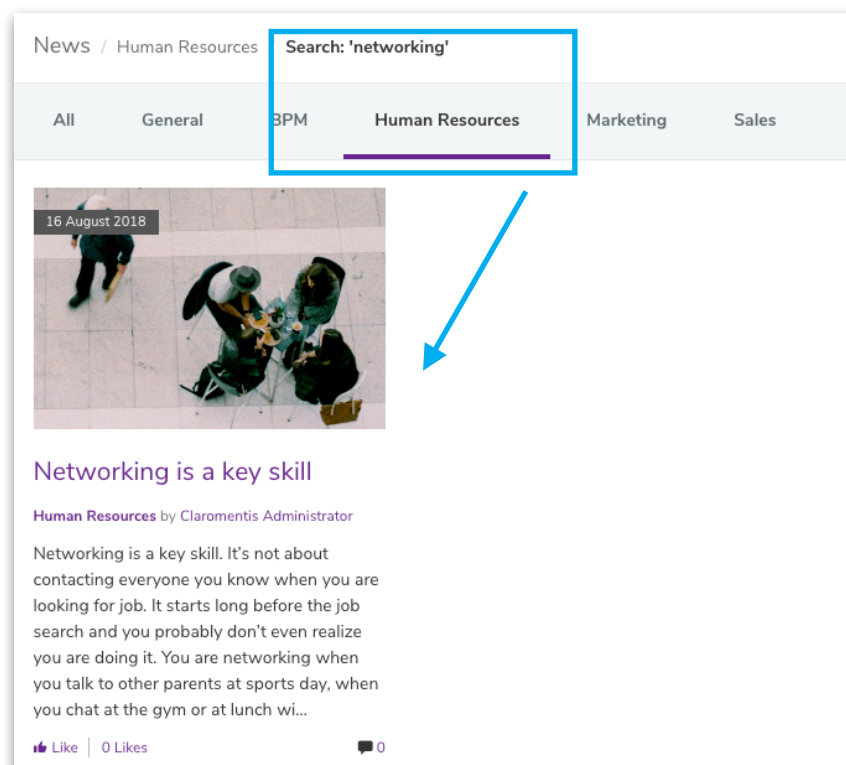 News / Human Resources Search: 'networking'
All General BPM Human Resources Marketing Sales
16 August 2018
Networking is a key skill
Human Resources by Claromentis Administrator
Networking is a key skill. It’s not about
contacting everyone you know when you are
looking for job. It starts long before the job
search and you probably don’t even realize
you are doing it. You are networking when
you talk to other parents at sports day, when
you chat at the gym or at lunch wi...
Like 0 Likes 0